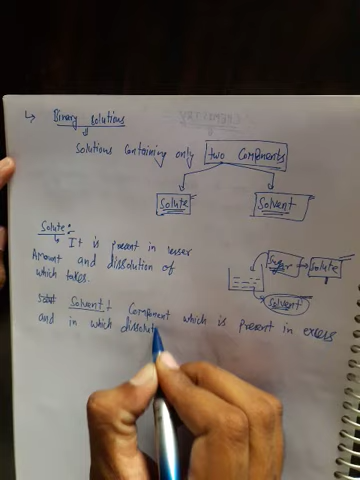 ↳ Binary solutions
Solutions containing only two Components
Solute
Solvent
Solute:-
↳ It is present in lesser
Amount and dissolution of
which takes.
Sugar → Solute
Solvent
Solvent: Component which is present in excess
and in which dissolut